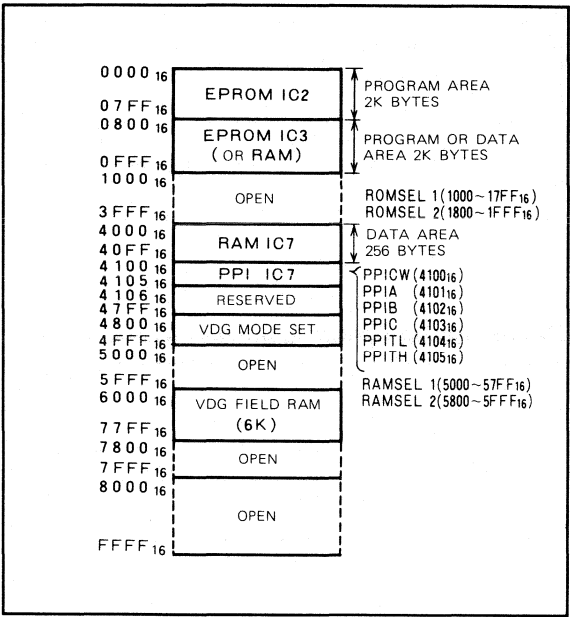 0000 16
EPROM IC2
PROGRAM AREA
2K BYTES
07FF 16
0800 16
EPROM IC3
(OR RAM)
PROGRAM OR DATA
AREA 2K BYTES
0FFF 16
1000 16
OPEN
ROMSEL 1(1000~17FF16)
ROMSEL 2(1800~1FFF16)
3FFF 16
4000 16
RAM IC7
DATA AREA
256 BYTES
40FF 16
4100 16
PPI IC7
4105 16
4106 16
RESERVED
47FF 16
4800 16
VDG MODE SET
4FFF 16
PPICW (410016)
PPIA (410116)
PPIB (410216)
PPIC (410316)
PPITL (410416)
PPITH (410516)
5000 16
OPEN
5FFF 16
RAMSEL 1(5000~57FF16)
RAMSEL 2(5800~5FFF16)
6000 16
VDG FIELD RAM
(6K)
77FF 16
7800 16
OPEN
7FFF 16
8000 16
OPEN
FFFF 16